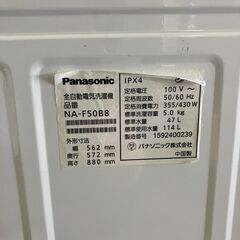 Panasonic
全自動電気洗濯機
品番
NA-F50B8
外形寸法
幅 562 mm
奥行 572 mm
高さ 880 mm
IPX4
定格電圧 100 V～
定格周波数 50/60 Hz
定格消費電力 355/430 W
標準洗濯容量 5.0 kg
標準水量 47 L
標準使用水量 114 L
製造番号 1592400239
パナソニック株式会社
中国製